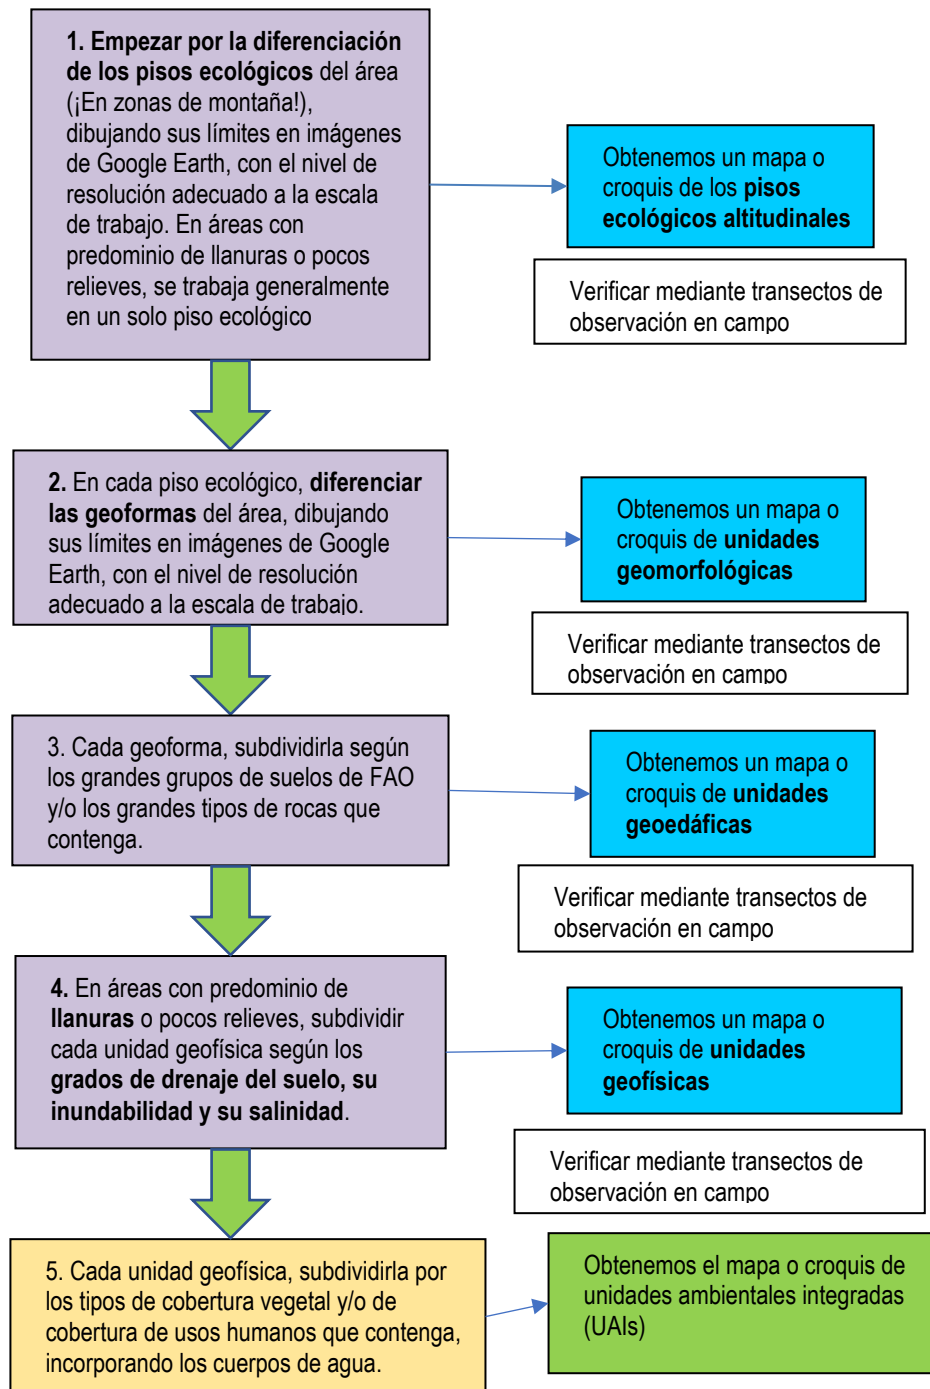 1. Empezar por la diferenciación
de los pisos ecológicos del área
(¡En zonas de montaña!),
dibujando sus límites en imágenes
de Google Earth, con el nivel de
resolución adecuado a la escala
de trabajo. En áreas con
predominio de llanuras o pocos
relieves, se trabaja generalmente
en un solo piso ecológico
Obtenemos un mapa o
croquis de los pisos
ecológicos altitudinales
Verificar mediante transectos de
observación en campo
2. En cada piso ecológico, diferenciar
las geoformas del área, dibujando
sus límites en imágenes de Google
Earth, con el nivel de resolución
adecuado a la escala de trabajo.
Obtenemos un mapa o
croquis de unidades
geomorfológicas
Verificar mediante transectos de
observación en campo
3. Cada geoforma, subdividirla según
los grandes grupos de suelos de FAO
y/o los grandes tipos de rocas que
contenga.
Obtenemos un mapa o
croquis de unidades
geoedáficas
Verificar mediante transectos de
observación en campo
4. En áreas con predominio de
llanuras o pocos relieves, subdividir
cada unidad geofísica según los
grados de drenaje del suelo, su
inundabilidad y su salinidad.
Obtenemos un mapa o
croquis de unidades
geofísicas
Verificar mediante transectos de
observación en campo
5. Cada unidad geofísica, subdividirla por
los tipos de cobertura vegetal y/o de
cobertura de usos humanos que contenga,
incorporando los cuerpos de agua.
Obtenemos el mapa o croquis de
unidades ambientales integradas
(UAIs)